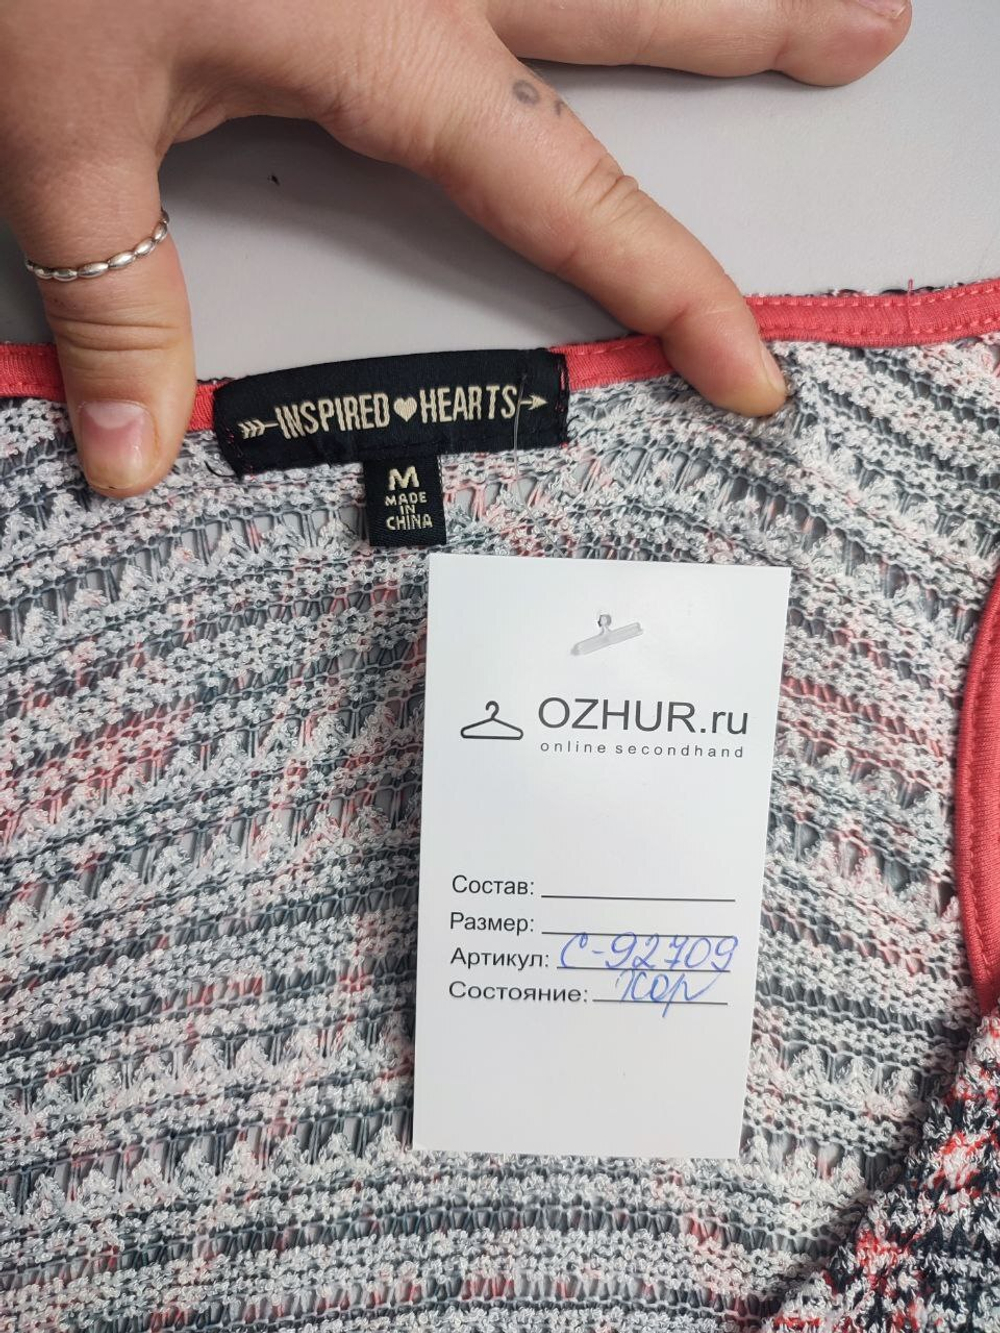 INSPIRED HEARTS
M
MADE
IN
CHINA
OZHUR.ru
online secondhand
Состав:
Размер:
Артикул: С-92709
Состояние: Хор